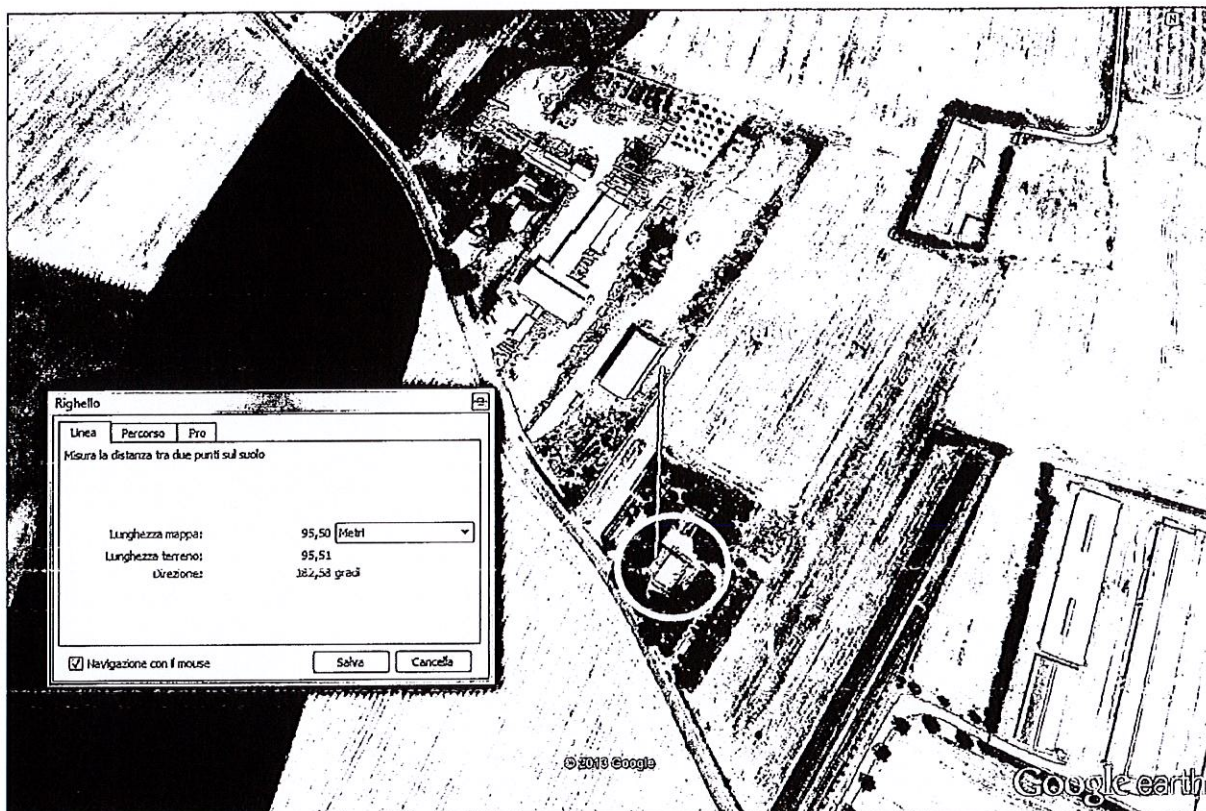 N
Righello
Linea Percorso Pro
Misura la distanza tra due punti sul suolo
Lunghezza mappa: 95,50 Metri
Lunghezza terreno: 95,51
Direzione: 182,58 gradi
Navigazione con il mouse Salva Cancella
© 2013 Google
Google earth